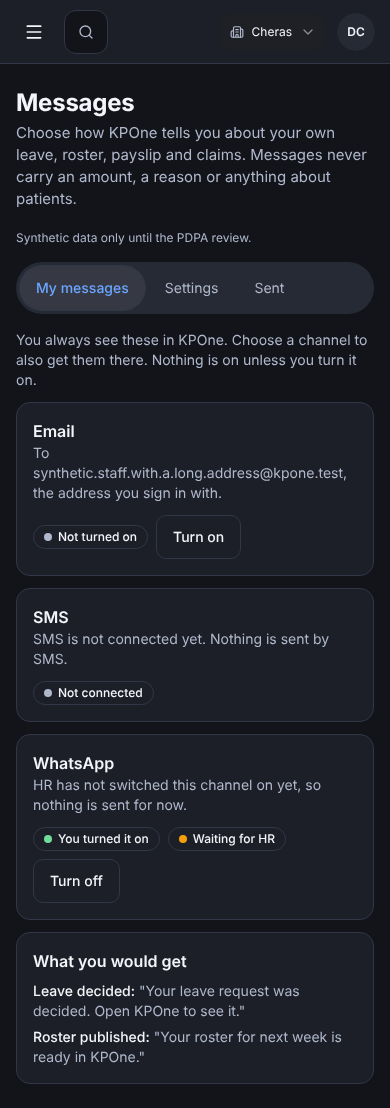 Cheras
DC
Messages
Choose how KPOne tells you about your own
leave, roster, payslip and claims. Messages never
carry an amount, a reason or anything about
patients.
Synthetic data only until the PDPA review.
My messages
Settings
Sent
You always see these in KPOne. Choose a channel to
also get them there. Nothing is on unless you turn it
on.
Email
To
synthetic.staff.with.a.long.address@kpone.test,
the address you sign in with.
Not turned on
Turn on
SMS
SMS is not connected yet. Nothing is sent by
SMS.
Not connected
WhatsApp
HR has not switched this channel on yet, so
nothing is sent for now.
You turned it on
Waiting for HR
Turn off
What you would get
Leave decided: "Your leave request was
decided. Open KPOne to see it."
Roster published: "Your roster for next week is
ready in KPOne."